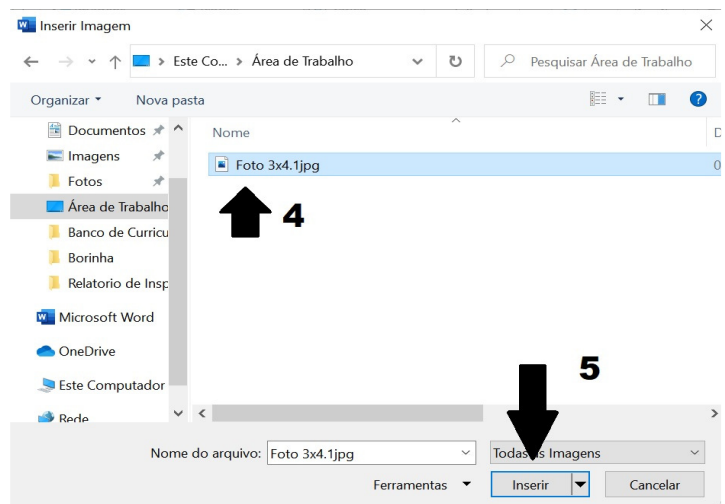 Inserir Imagem
Este Co... > Área de Trabalho
Pesquisar Área de Trabalho
Organizar
Nova pasta
Documentos
Imagens
Fotos
Área de Trabalho
Banco de Curricu
Borinha
Relatorio de Insp
Microsoft Word
OneDrive
Este Computador
Rede
Nome
D
Foto 3x4.1jpg
0
4
5
Nome do arquivo: Foto 3x4.1jpg
Imagens
Ferramentas
Inserir
Cancelar